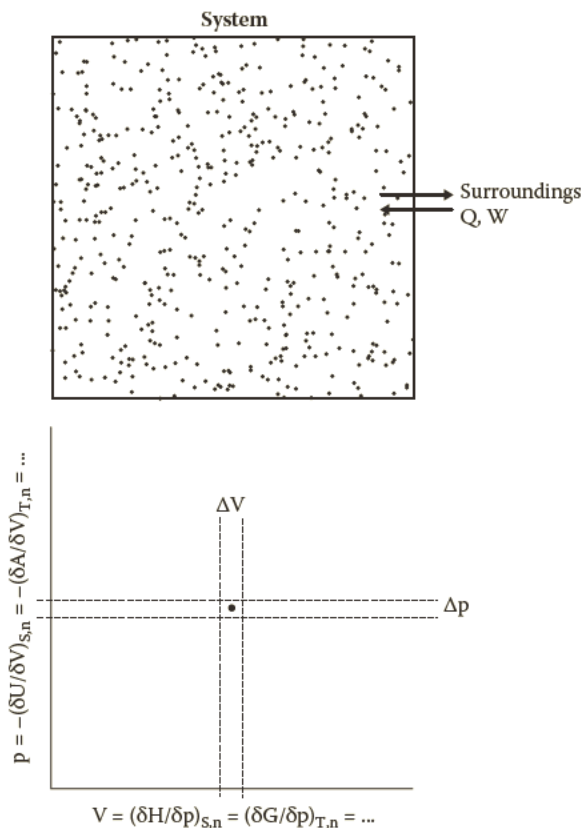 System
Surroundings
Q, W
ΔV
Δp
p = −(δU/δV)S,n = −(δA/δV)T,n = ...
V = (δH/δp)S,n = (δG/δp)T,n = ...